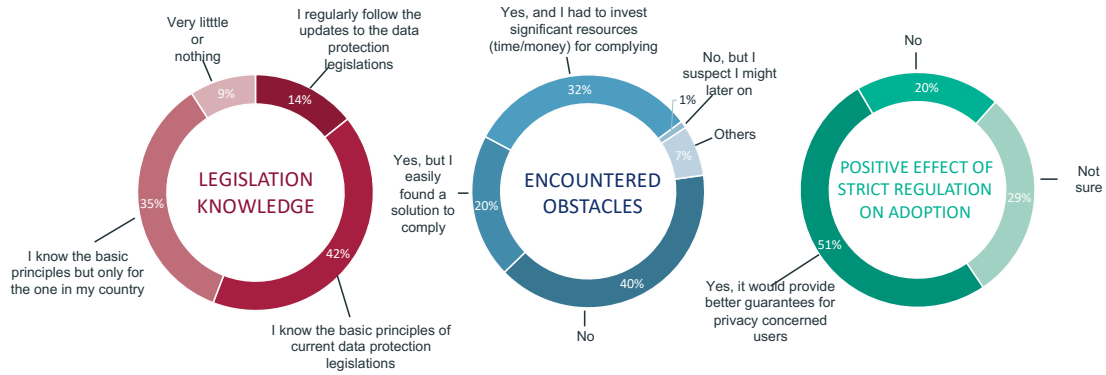 Very litttle
or
nothing
I regularly follow the
updates to the data
protection
legislations
9%
14%
35%
42%
LEGISLATION
KNOWLEDGE
I know the basic
principles but only for
the one in my country
I know the basic principles of
current data protection
legislations
Yes, and I had to invest
significant resources
(time/money) for complying
No, but I
suspect I might
later on
Others
32%
1%
7%
20%
40%
ENCOUNTERED
OBSTACLES
Yes, but I
easily
found a
solution to
comply
No
No
20%
29%
51%
POSITIVE EFFECT OF
STRICT REGULATION
ON ADOPTION
Not
sure
Yes, it would provide
better guarantees for
privacy concerned
users